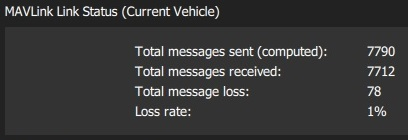 MAVLink Link Status (Current Vehicle)
Total messages sent (computed): 7790
Total messages received: 7712
Total message loss: 78
Loss rate: 1%